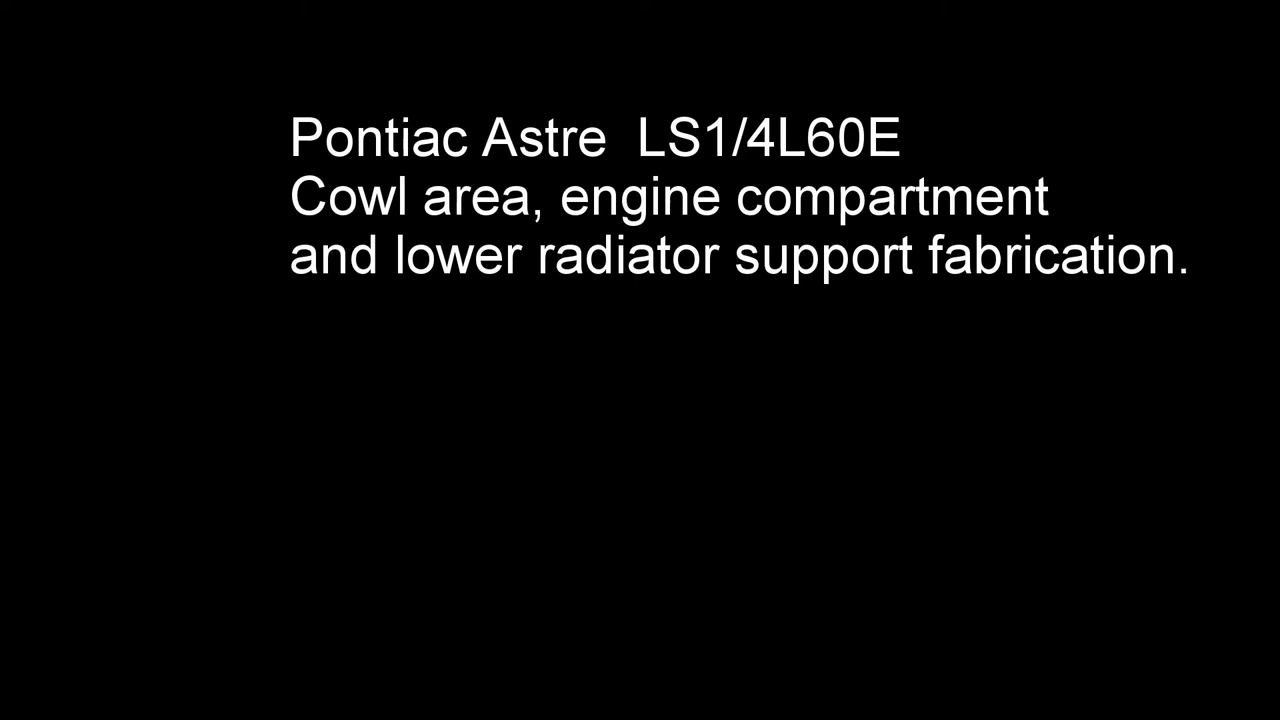 Pontiac Astre  LS1/4L60E
Cowl area, engine compartment
and lower radiator support fabrication.